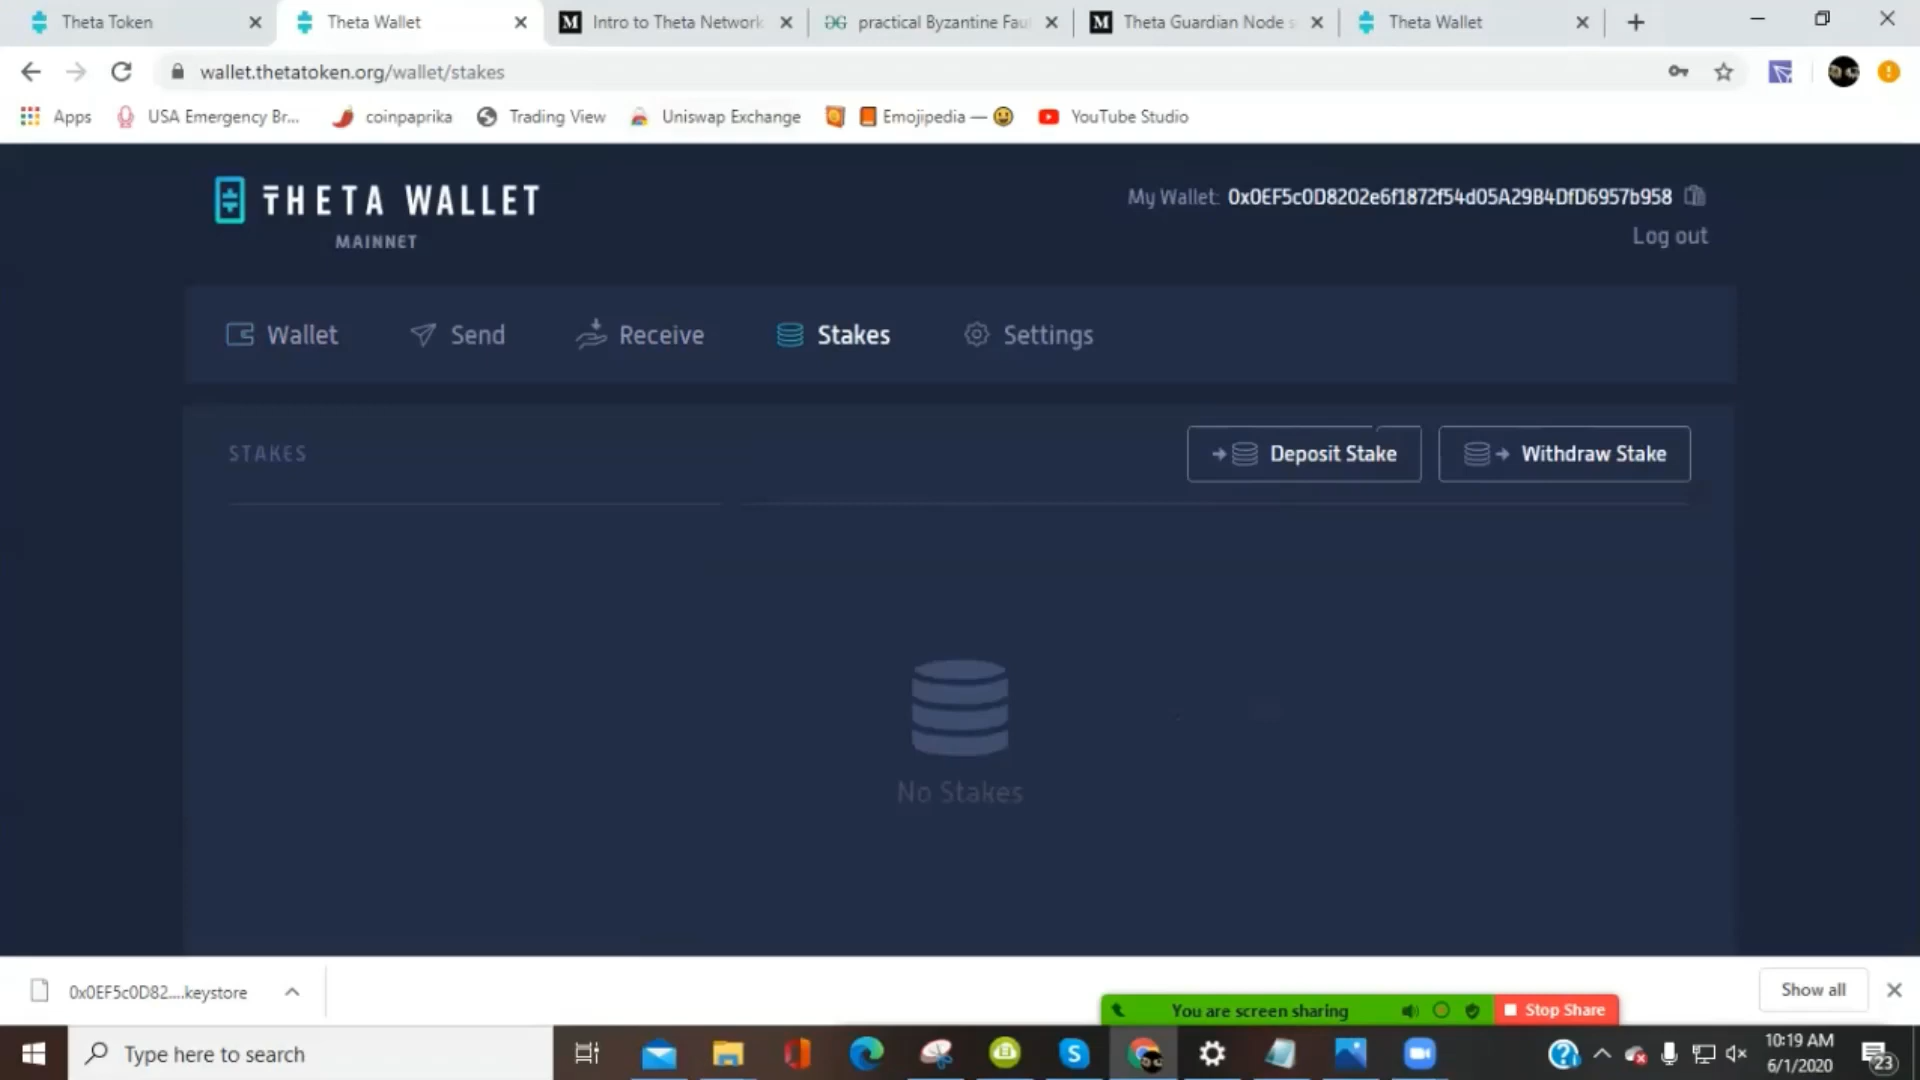 Theta Token
Theta Wallet
Intro to Theta Network
practical Byzantine Fau
Theta Guardian Node s
Theta Wallet
wallet.thetatoken.org/wallet/stakes
Apps
USA Emergency Br...
coinpaprika
Trading View
Uniswap Exchange
Emojipedia —
YouTube Studio
THETA WALLET
MAINNET
My Wallet: 0x0EF5c0D8202e6f1872f54d05A29B4DfD6957b958
Log out
Wallet
Send
Receive
Stakes
Settings
STAKES
Deposit Stake
Withdraw Stake
No Stakes
0x0EF5c0D82....keystore
Show all
You are screen sharing
Stop Share
Type here to search
10:19 AM
6/1/2020
23